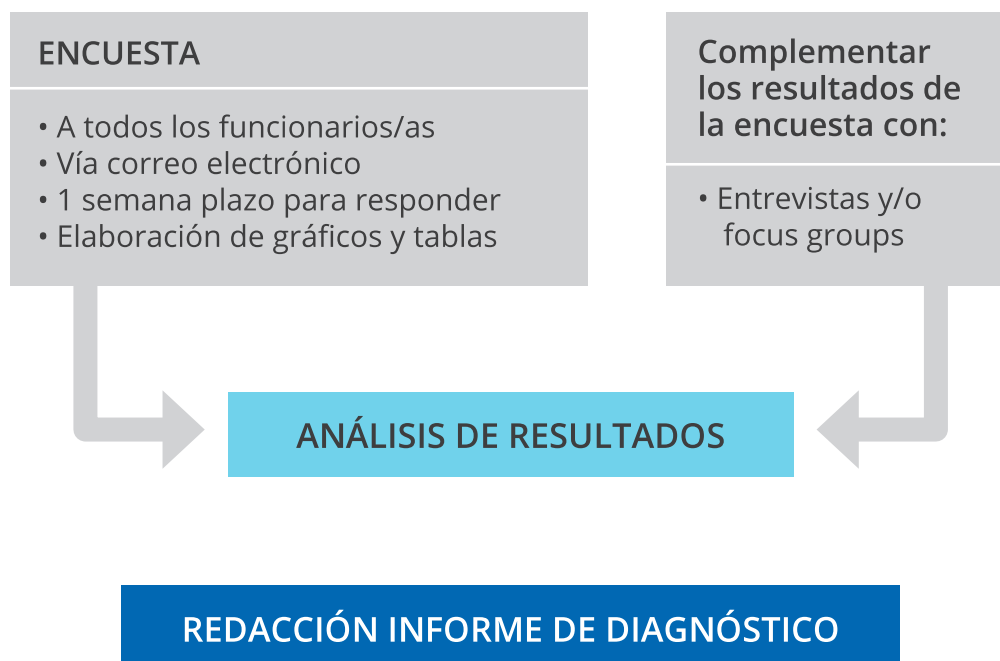 ENCUESTA
• A todos los funcionarios/as
• Vía correo electrónico
• 1 semana plazo para responder
• Elaboración de gráficos y tablas
Complementar
los resultados de
la encuesta con:
• Entrevistas y/o
focus groups
ANÁLISIS DE RESULTADOS
REDACCIÓN INFORME DE DIAGNÓSTICO